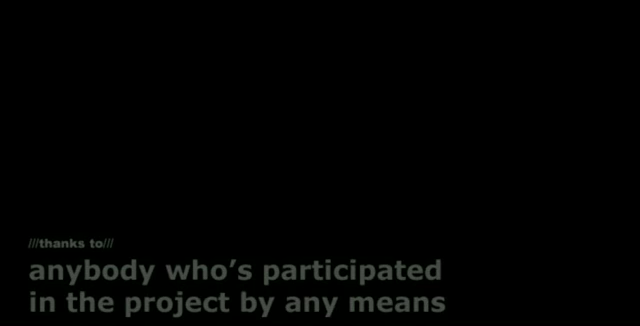 ///thanks to///
anybody who’s participated
in the project by any means